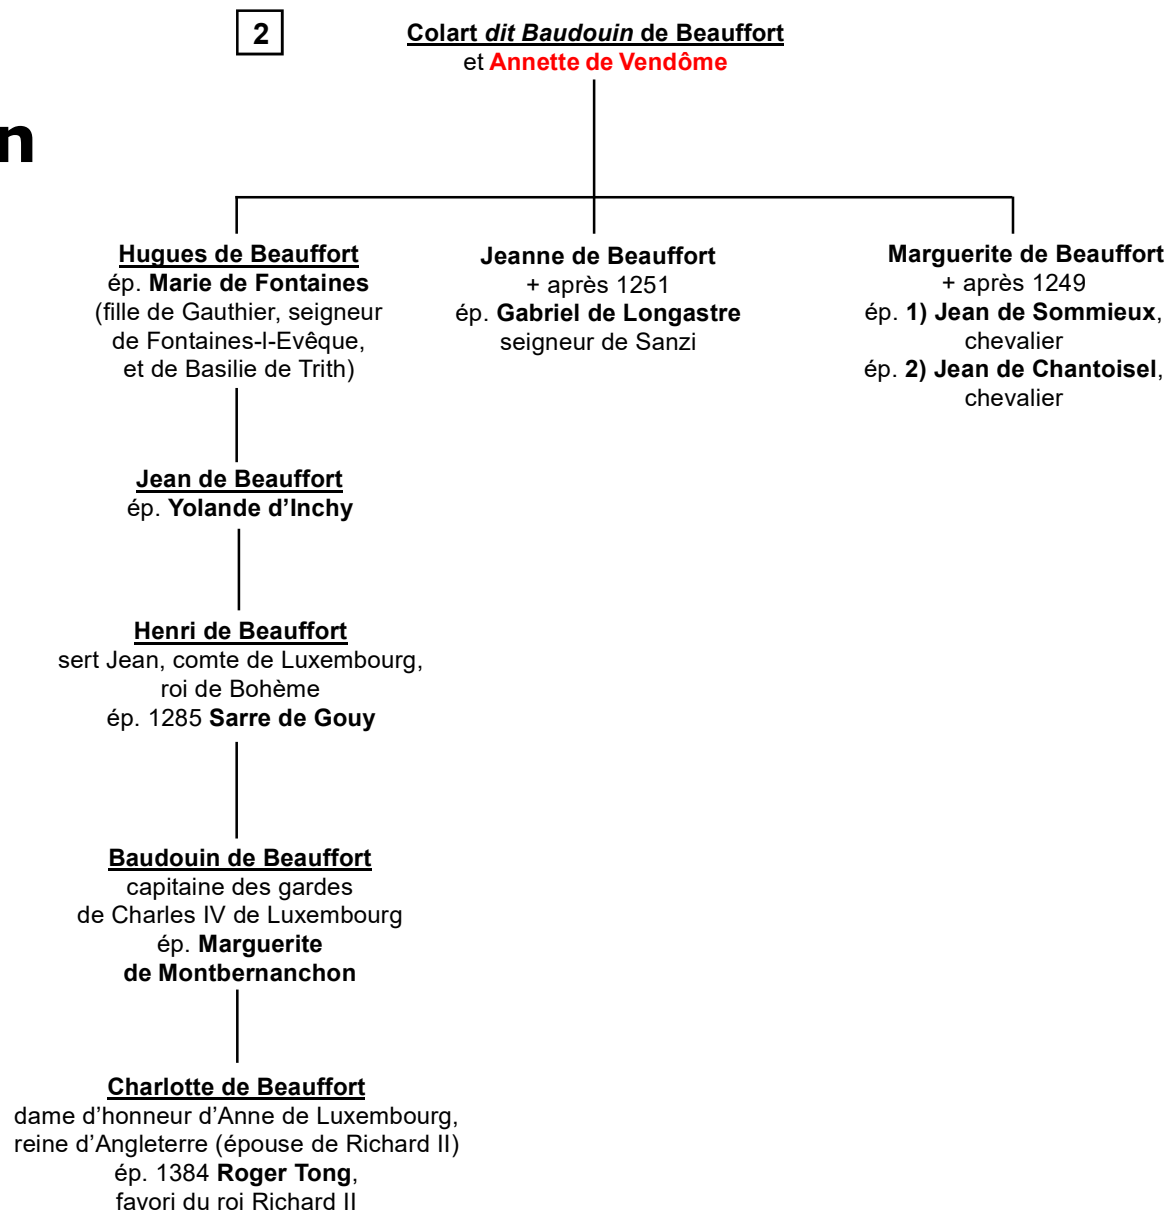 2
Colart dit Baudouin de Beauffort
et Annette de Vendôme
n
Hugues de Beauffort
ép. Marie de Fontaines
(fille de Gauthier, seigneur
de Fontaines-l-Evêque,
et de Basilie de Trith)
Jeanne de Beauffort
+ après 1251
ép. Gabriel de Longastre
seigneur de Sanzi
Marguerite de Beauffort
+ après 1249
ép. 1) Jean de Sommieux,
chevalier
ép. 2) Jean de Chantoisel,
chevalier
Jean de Beauffort
ép. Yolande d’Inchy
Henri de Beauffort
sert Jean, comte de Luxembourg,
roi de Bohème
ép. 1285 Sarre de Gouy
Baudouin de Beauffort
capitaine des gardes
de Charles IV de Luxembourg
ép. Marguerite
de Montbernanchon
Charlotte de Beauffort
dame d’honneur d’Anne de Luxembourg,
reine d’Angleterre (épouse de Richard II)
ép. 1384 Roger Tong,
favori du roi Richard II